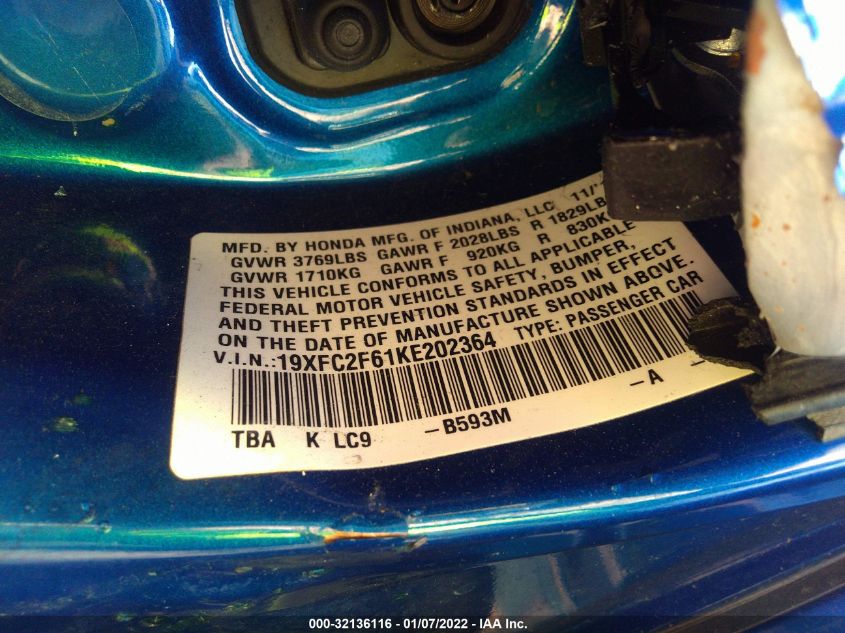 MFD. BY HONDA MFG. OF INDIANA, LLC 11/
GVWR 3769LBS GAWR F 2028LBS R 1829LB
GVWR 1710KG GAWR F 920KG R 830K
THIS VEHICLE CONFORMS TO ALL APPLICABLE
FEDERAL MOTOR VEHICLE SAFETY, BUMPER,
AND THEFT PREVENTION STANDARDS IN EFFECT
ON THE DATE OF MANUFACTURE SHOWN ABOVE.
V.I.N.:19XFC2F61KE202364 TYPE: PASSENGER CAR
TBA K LC9 -B593M -A -
000-32136116 - 01/07/2022 - IAA Inc.